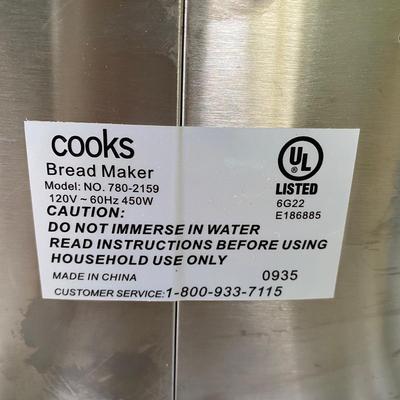 cooks
Bread Maker
Model: NO. 780-2159
120V ~ 60Hz 450W
UL
LISTED
6G22
E186885
CAUTION:
DO NOT IMMERSE IN WATER
READ INSTRUCTIONS BEFORE USING
HOUSEHOLD USE ONLY
MADE IN CHINA 0935
CUSTOMER SERVICE:1-800-933-7115